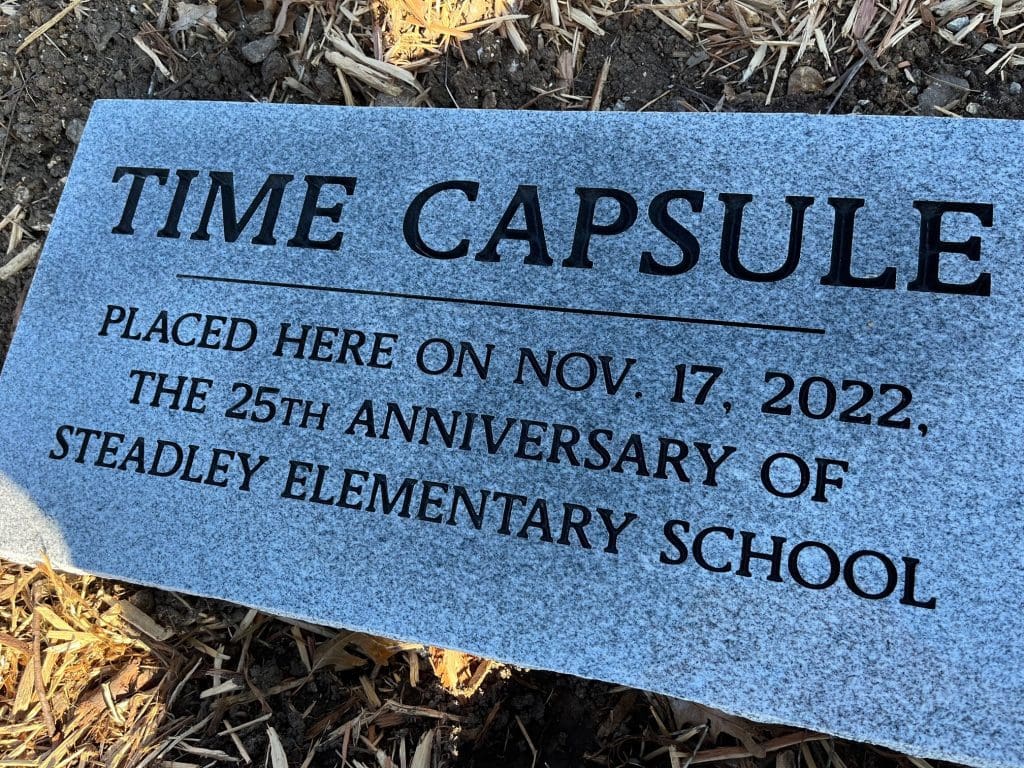 TIME CAPSULE
PLACED HERE ON NOV. 17, 2022,
THE 25TH ANNIVERSARY OF
STEADLEY ELEMENTARY SCHOOL